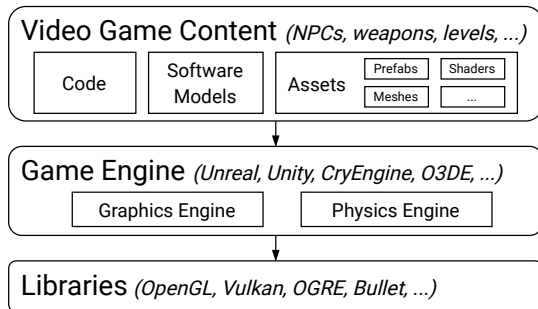 Video Game Content (NPCs, weapons, levels, ...)
Code
Software
Models
Assets
Prefabs
Shaders
Meshes
...
Game Engine (Unreal, Unity, CryEngine, O3DE, ...)
Graphics Engine
Physics Engine
Libraries (OpenGL, Vulkan, OGRE, Bullet, ...)